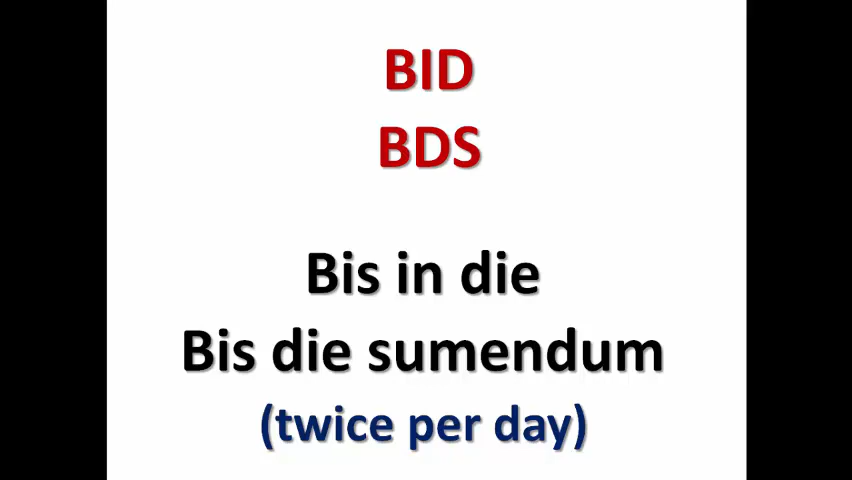 BID
BDS
Bis in die
Bis die sumendum
(twice per day)